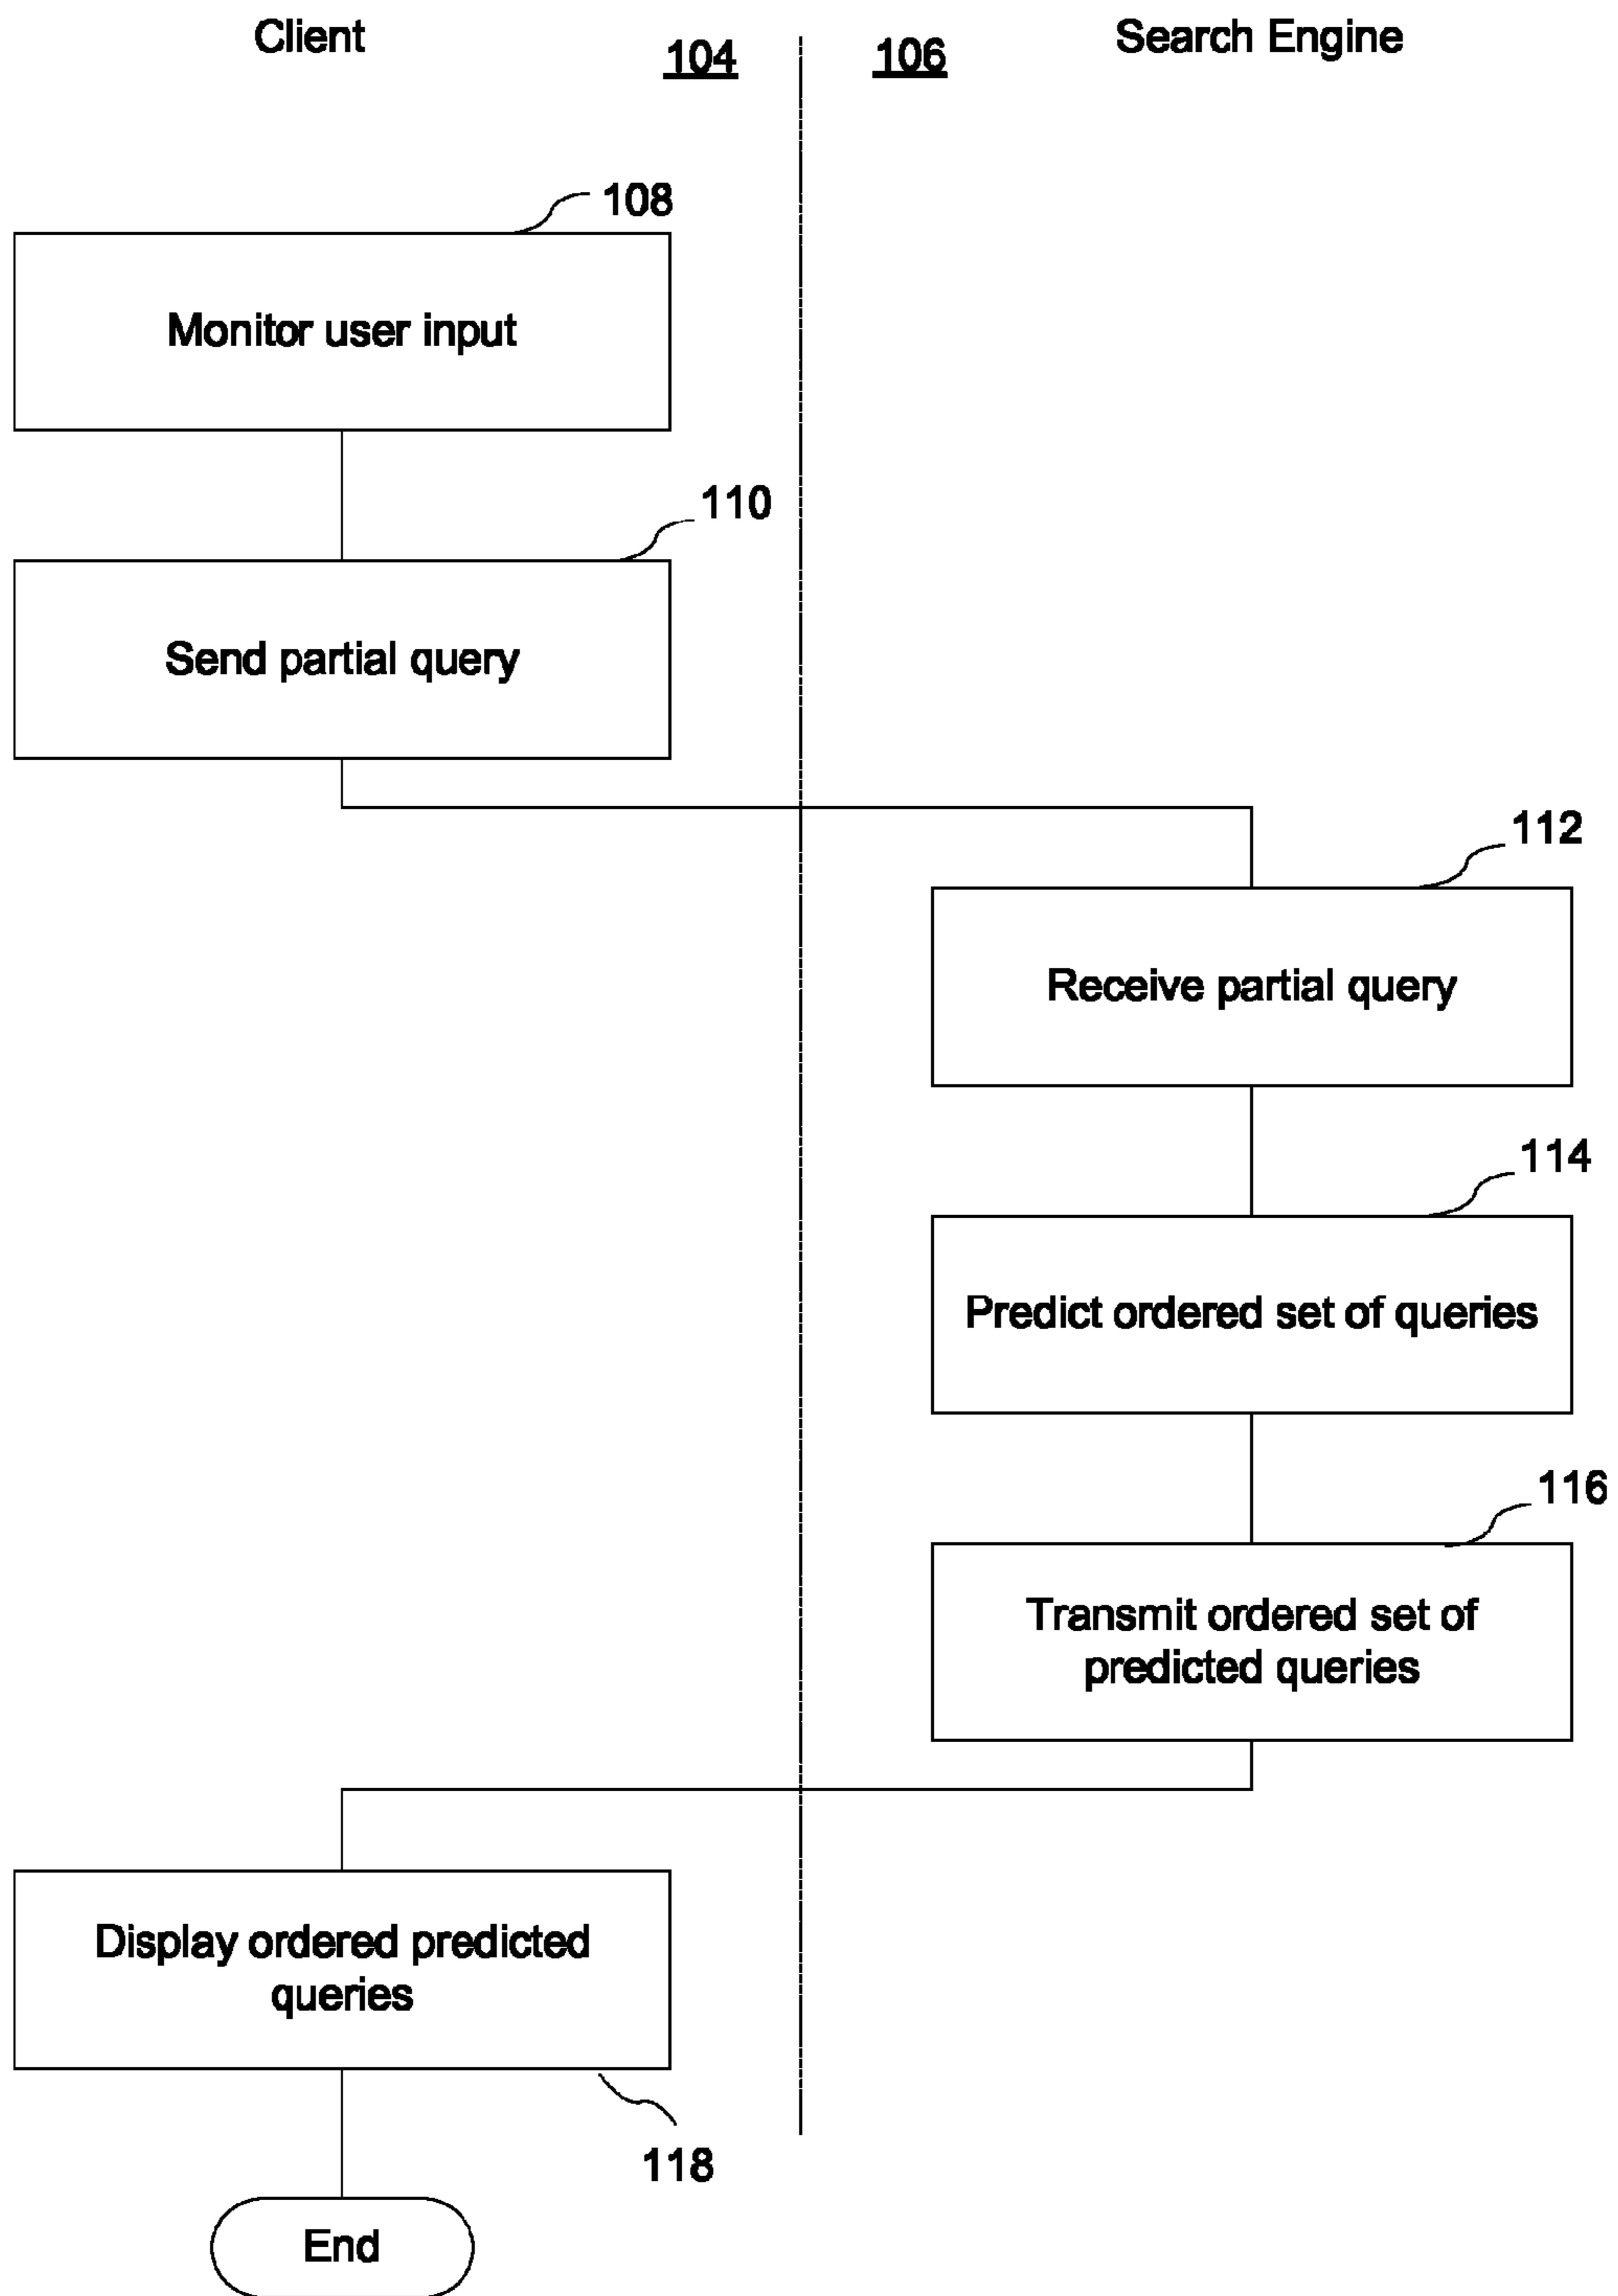 Client
104
106
Search Engine
108
Monitor user input
110
Send partial query
112
Receive partial query
114
Predict ordered set of queries
116
Transmit ordered set of
predicted queries
Display ordered predicted
queries
118
End